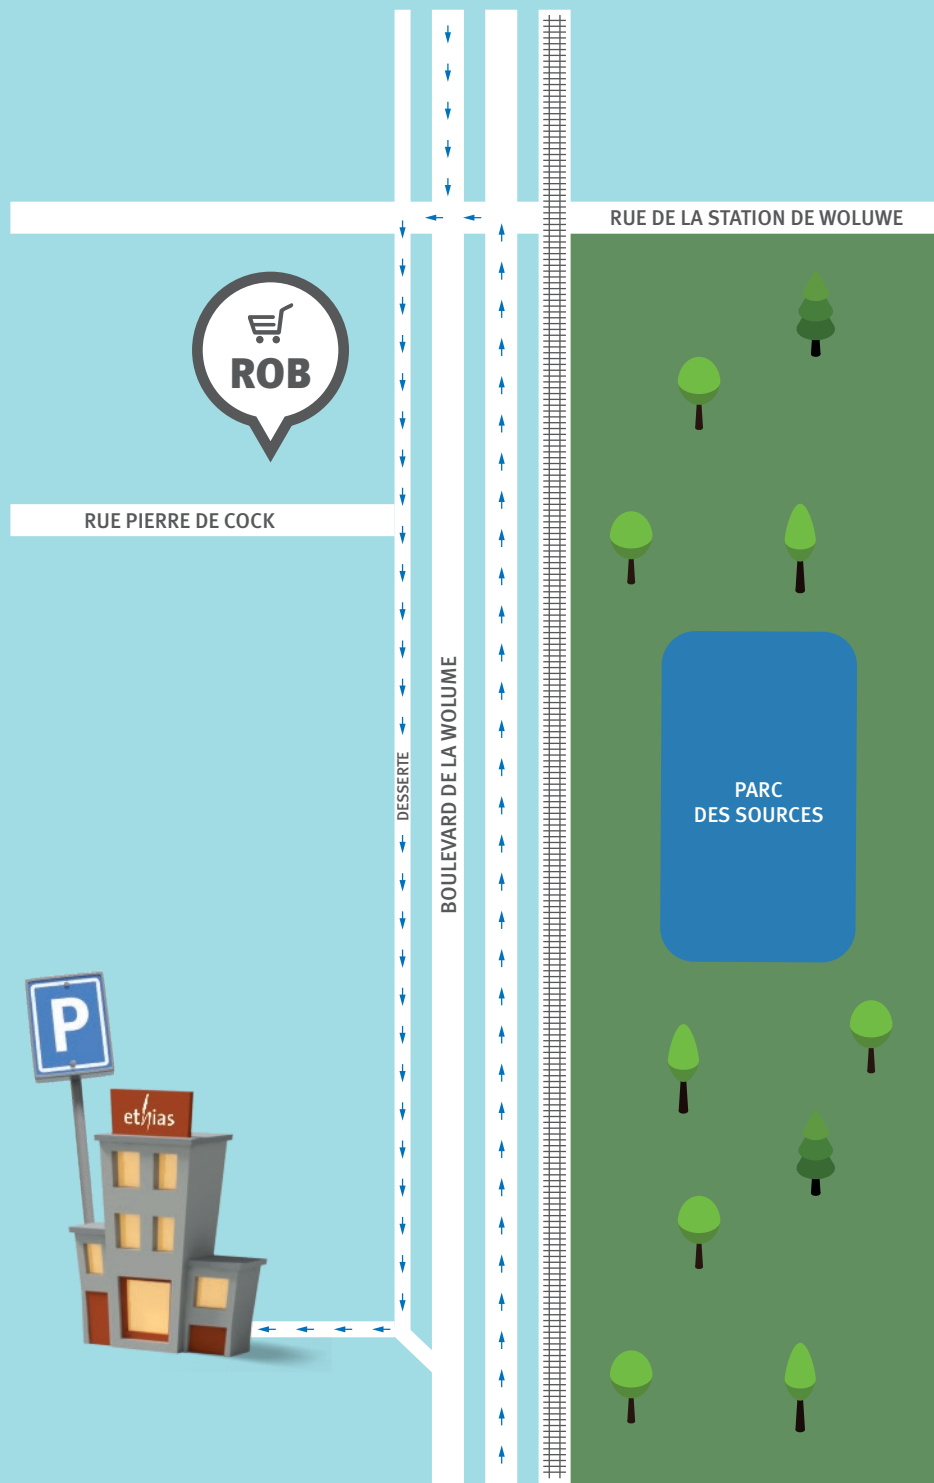 RUE DE LA STATION DE WOLUWE
ROB
RUE PIERRE DE COCK
BOULEVARD DE LA WOLUME
DESSERTE
PARC
DES SOURCES
P
ethias